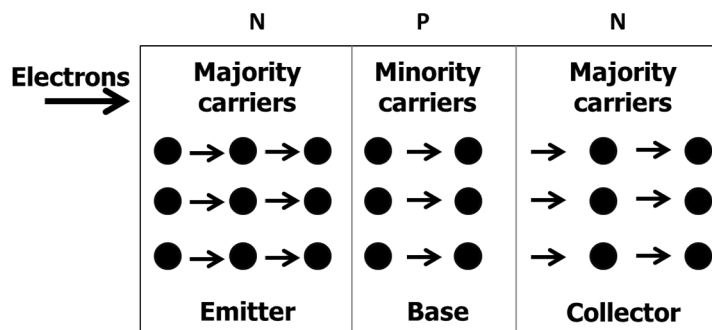 N P N
Electrons
Majority
carriers
Minority
carriers
Majority
carriers
Emitter Base Collector